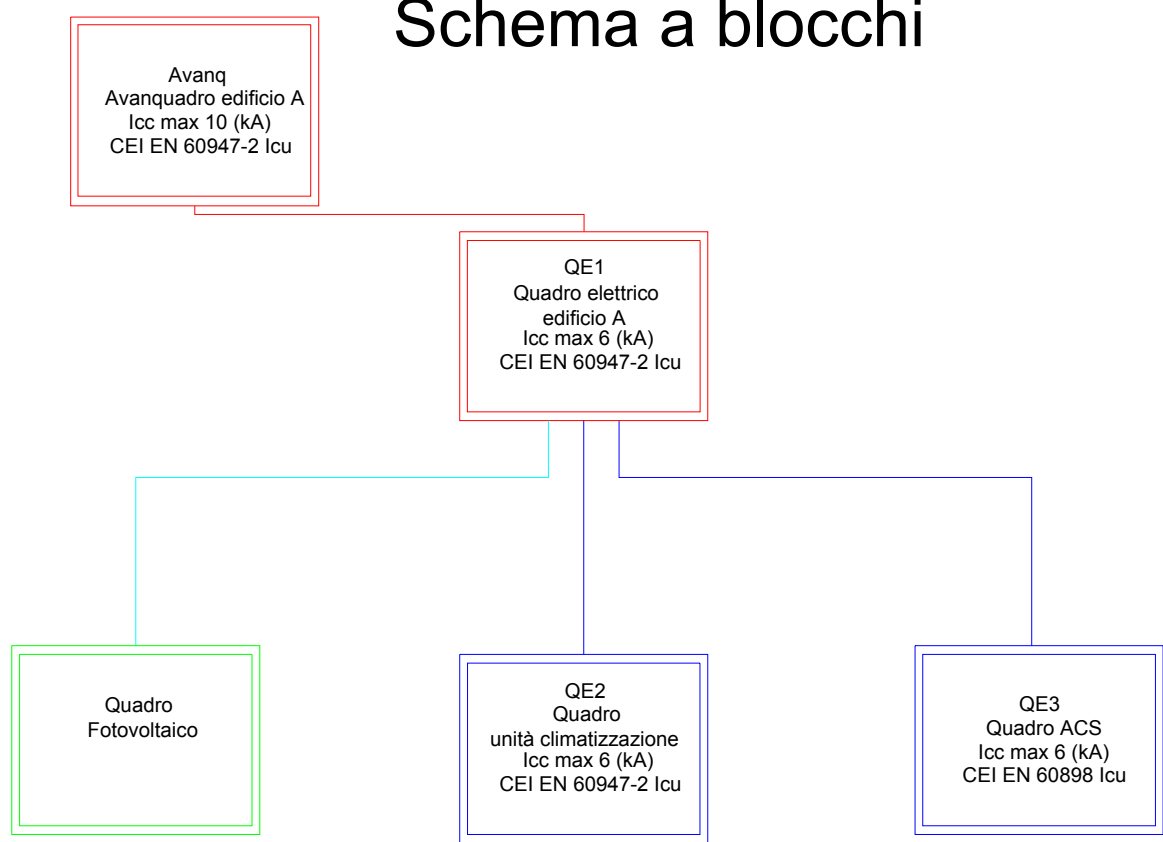 Schema a blocchi
Avanq
Avanquadro edificio A
Icc max 10 (kA)
CEI EN 60947-2 Icu
QE1
Quadro elettrico
edificio A
Icc max 6 (kA)
CEI EN 60947-2 Icu
Quadro
Fotovoltaico
QE2
Quadro
unità climatizzazione
Icc max 6 (kA)
CEI EN 60947-2 Icu
QE3
Quadro ACS
Icc max 6 (kA)
CEI EN 60898 Icu